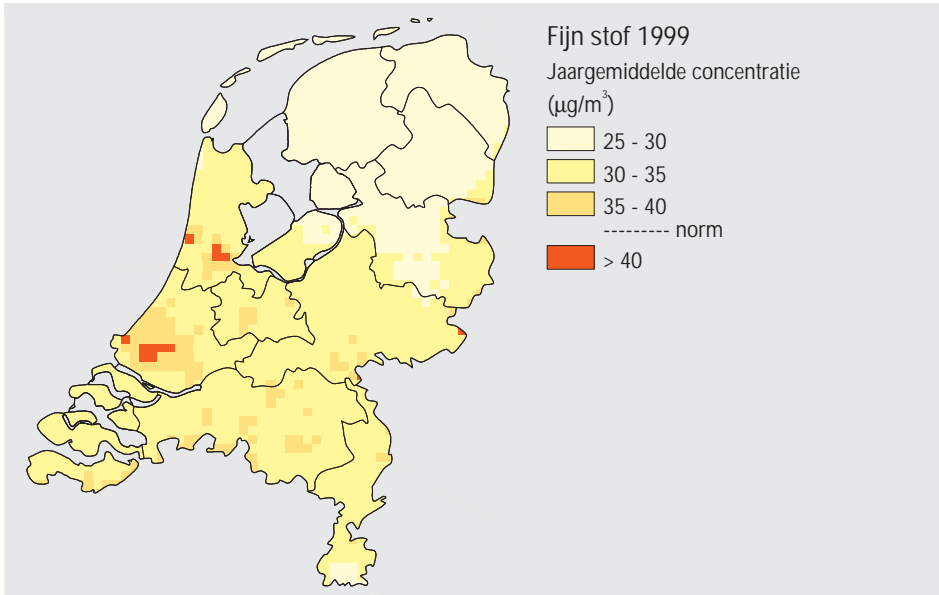 Fijn stof 1999
Jaargemiddelde concentratie
(µg/m³)
25 - 30
30 - 35
35 - 40
--------- norm
> 40